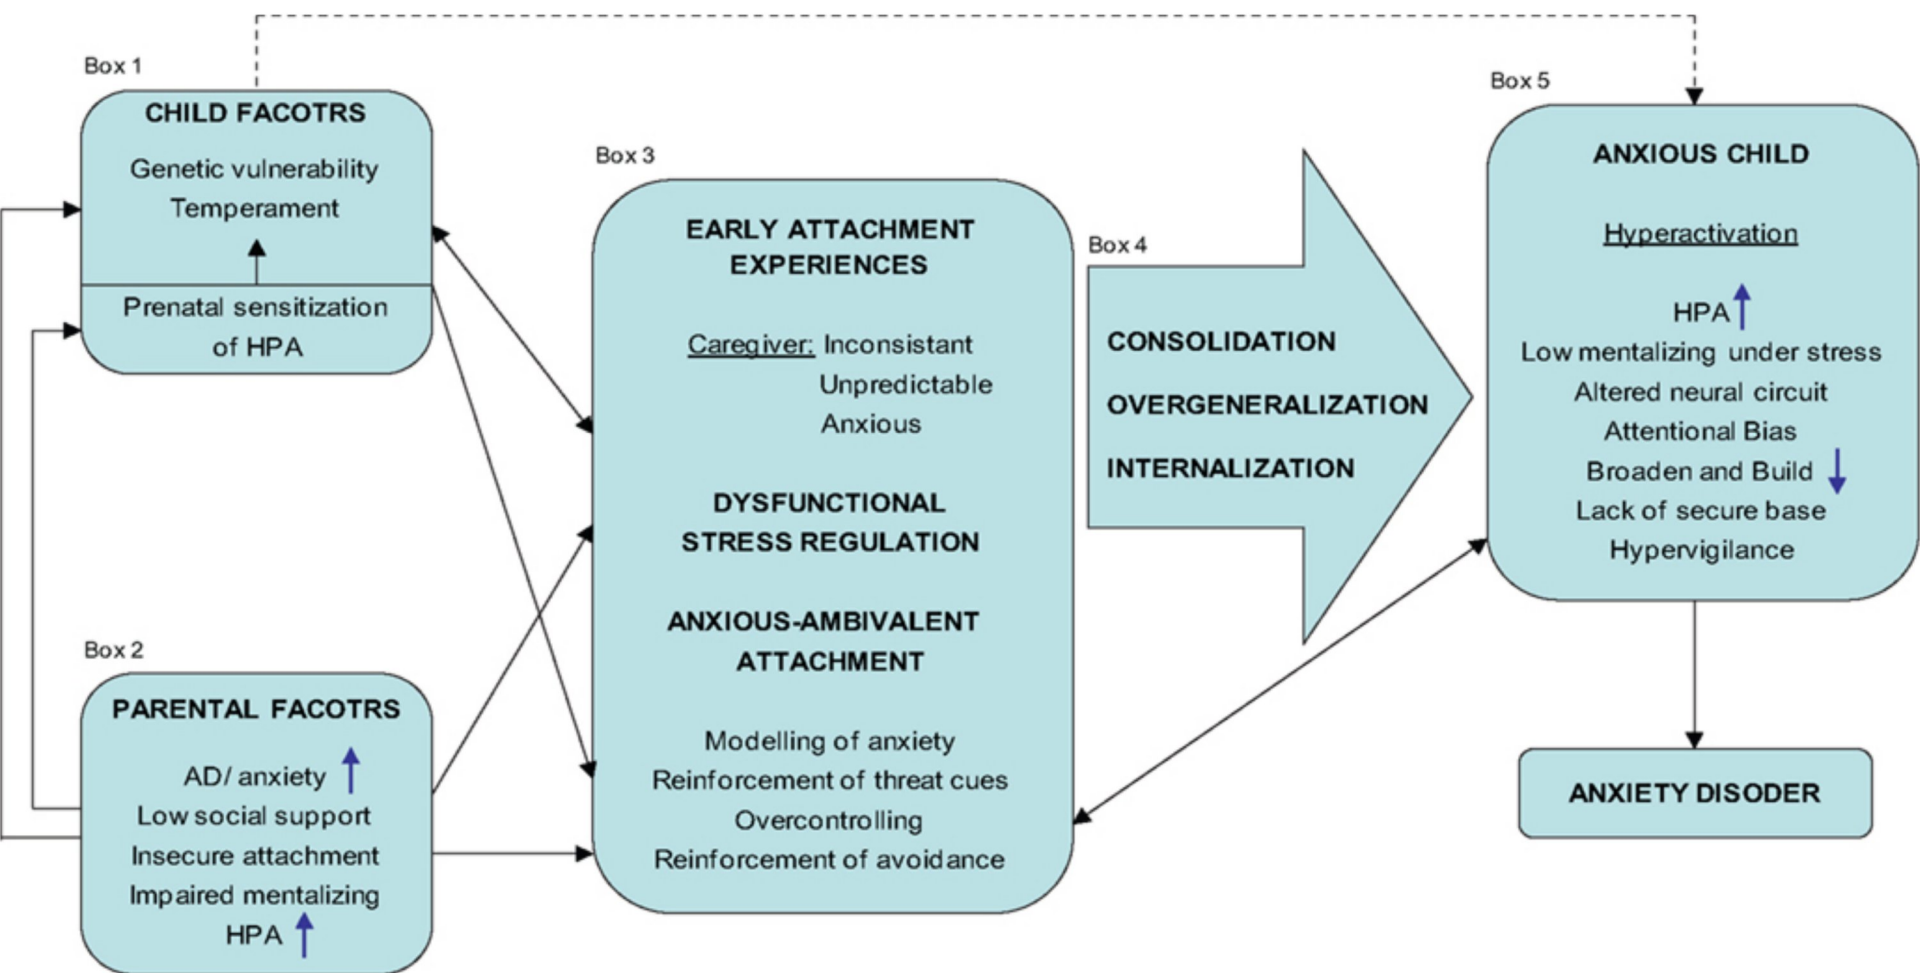 Box 1
CHILD FACOTRS
Genetic vulnerability
Temperament
Prenatal sensitization
of HPA
Box 2
PARENTAL FACOTRS
AD/ anxiety
Low social support
Insecure attachment
Impaired mentalizing
HPA
Box 3
EARLY ATTACHMENT
EXPERIENCES
Caregiver: Inconsistant
Unpredictable
Anxious
DYSFUNCTIONAL
STRESS REGULATION
ANXIOUS-AMBIVALENT
ATTACHMENT
Modelling of anxiety
Reinforcement of threat cues
Overcontrolling
Reinforcement of avoidance
Box 4
CONSOLIDATION
OVERGENERALIZATION
INTERNALIZATION
Box 5
ANXIOUS CHILD
Hyperactivation
HPA
Low mentalizing under stress
Altered neural circuit
Attentional Bias
Broaden and Build
Lack of secure base
Hypervigilance
ANXIETY DISODER